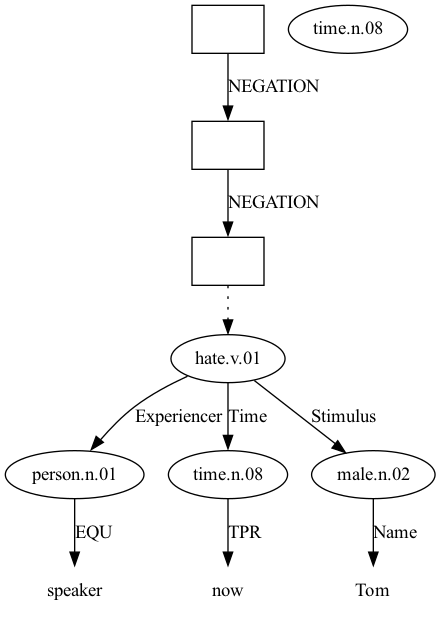 time.n.08
NEGATION
NEGATION
hate.v.01
Experiencer Time Stimulus
person.n.01 time.n.08 male.n.02
EQU TPR Name
speaker now Tom